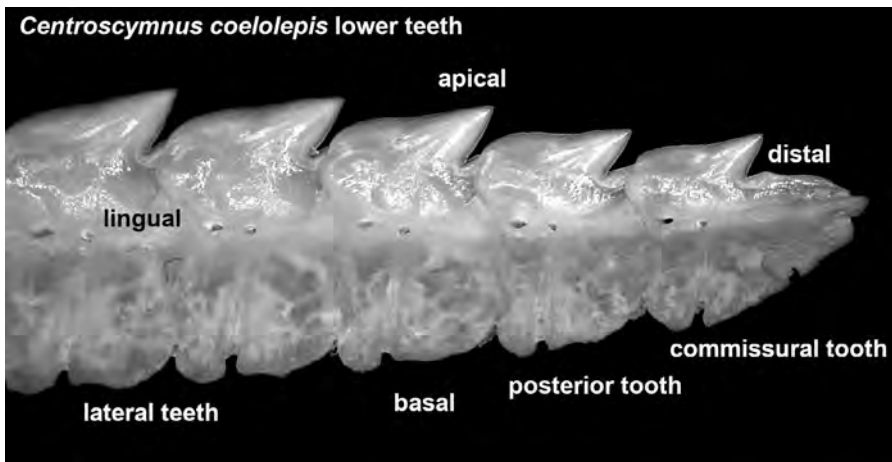 Centroscymnus coelolepis lower teeth
apical
distal
lingual
commissural tooth
posterior tooth
basal
lateral teeth